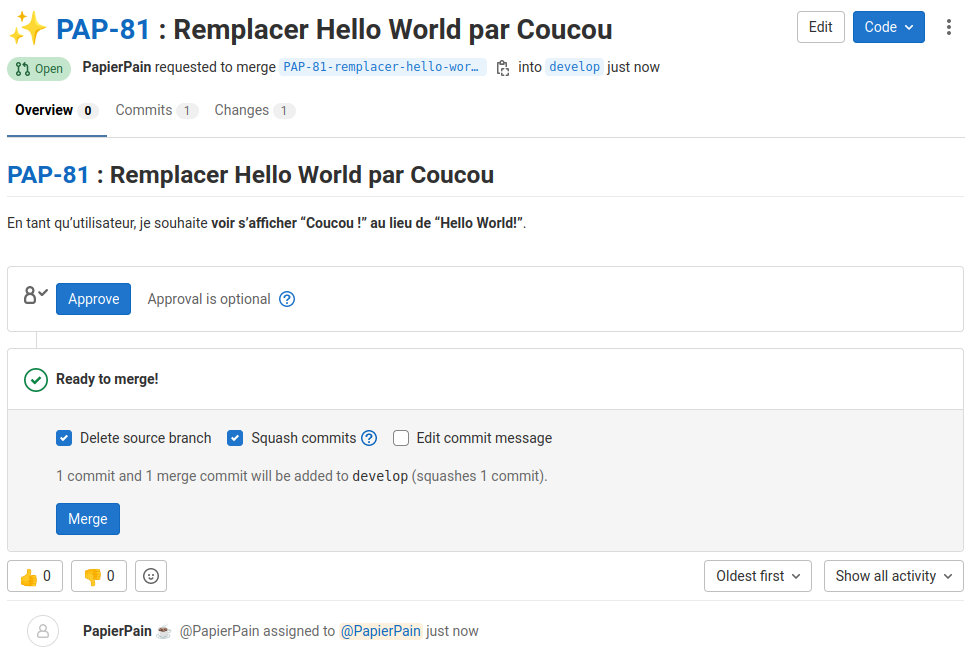 ✨ PAP-81 : Remplacer Hello World par Coucou
Edit
Code
Open
PapierPain requested to merge PAP-81-remplacer-hello-wor… into develop just now
Overview 0
Commits 1
Changes 1
PAP-81 : Remplacer Hello World par Coucou
En tant qu’utilisateur, je souhaite voir s’afficher “Coucou !” au lieu de “Hello World!”.
Approve
Approval is optional
Ready to merge!
Delete source branch
Squash commits
Edit commit message
1 commit and 1 merge commit will be added to develop (squashes 1 commit).
Merge
👍 0
👎 0
Oldest first
Show all activity
PapierPain ☕ @PapierPain assigned to @PapierPain just now